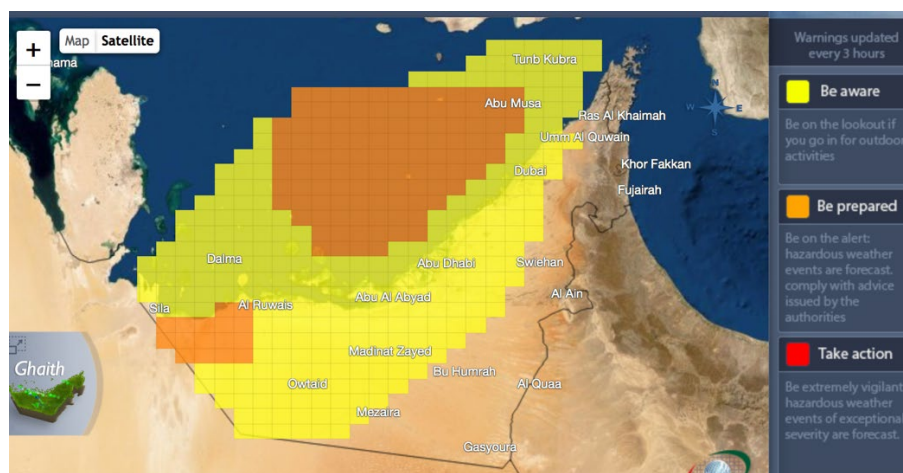 +
Map Satellite
−
nama
Tunb Kubra
Abu Musa
N
W E
S
Ras Al Khaimah
Umm Al Quwain
Khor Fakkan
Dubai
Fujairah
Dalma
Abu Dhabi
Swiehan
Al Ain
Abu Al Abyad
Sila
Al Ruwais
Madinat Zayed
Bu Humrah
Owtaid
Al Quaa
Mezaira
Gasyoura
Ghaith
Warnings updated
every 3 hours
Be aware
Be on the lookout if
you go in for outdoor
activities
Be prepared
Be on the alert:
hazardous weather
events are forecast.
comply with advice
issued by the
authorities
Take action
Be extremely vigilant
hazardous weather
events of exceptional
severity are forecast.